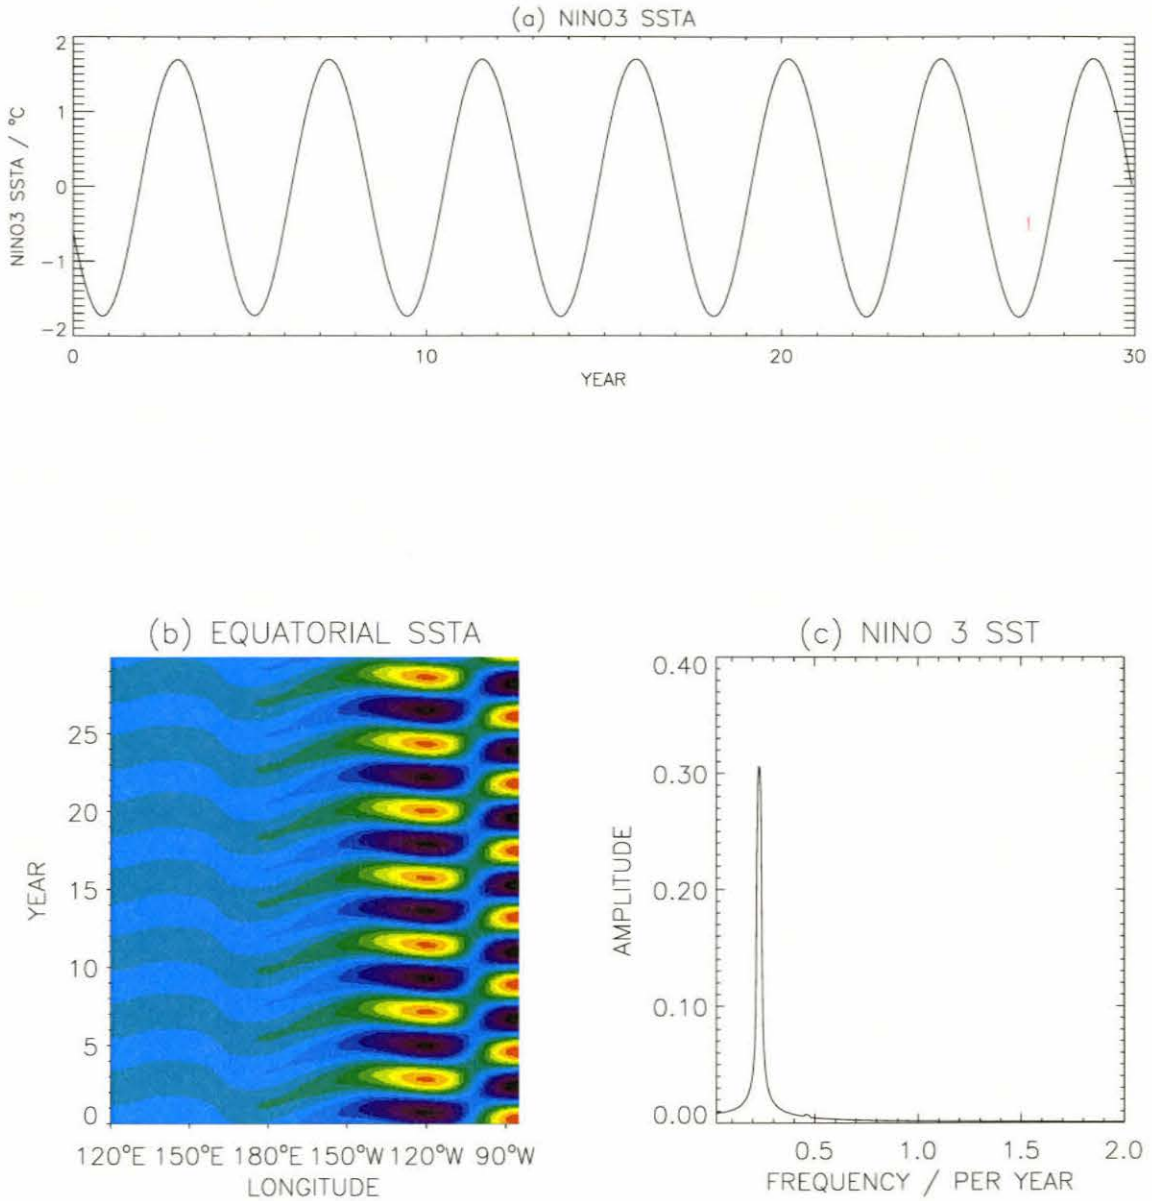 (a) NINO3 SSTA
2
1
0
−1
−2
NINO3 SSTA / °C
0 10 20 30
YEAR
(b) EQUATORIAL SSTA
25
20
15
10
5
0
YEAR
120°E 150°E 180°E 150°W 120°W 90°W
LONGITUDE
(c) NINO 3 SST
0.40
0.30
0.20
0.10
0.00
AMPLITUDE
0.5 1.0 1.5 2.0
FREQUENCY / PER YEAR